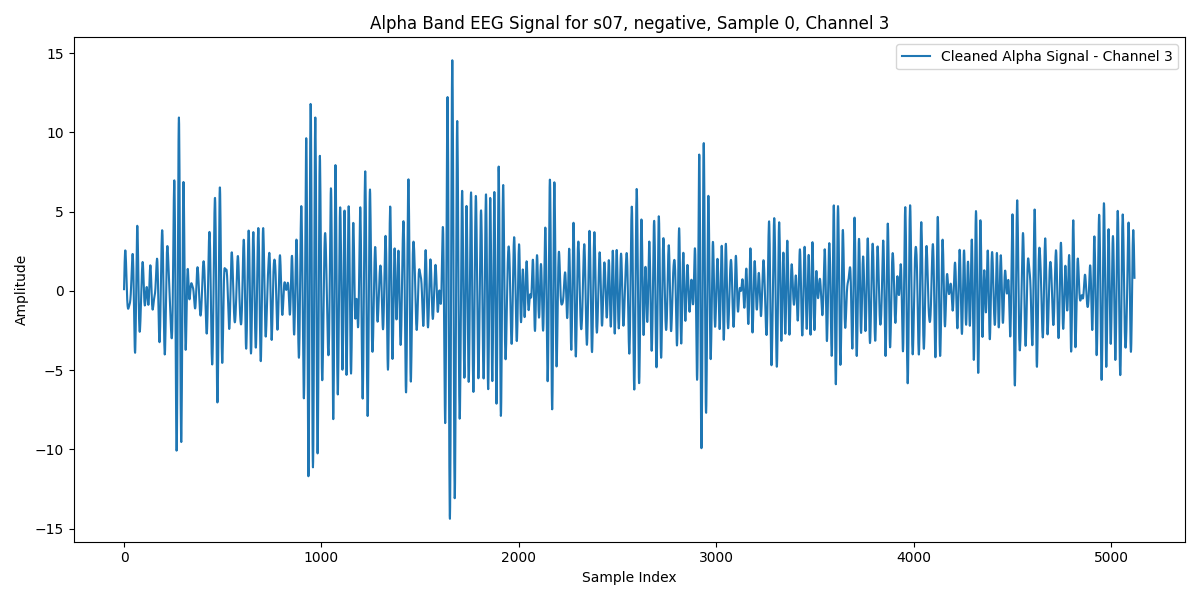 Alpha Band EEG Signal for s07, negative, Sample 0, Channel 3
Cleaned Alpha Signal - Channel 3
15
10
5
0
−5
−10
−15
Amplitude
0 1000 2000 3000 4000 5000
Sample Index